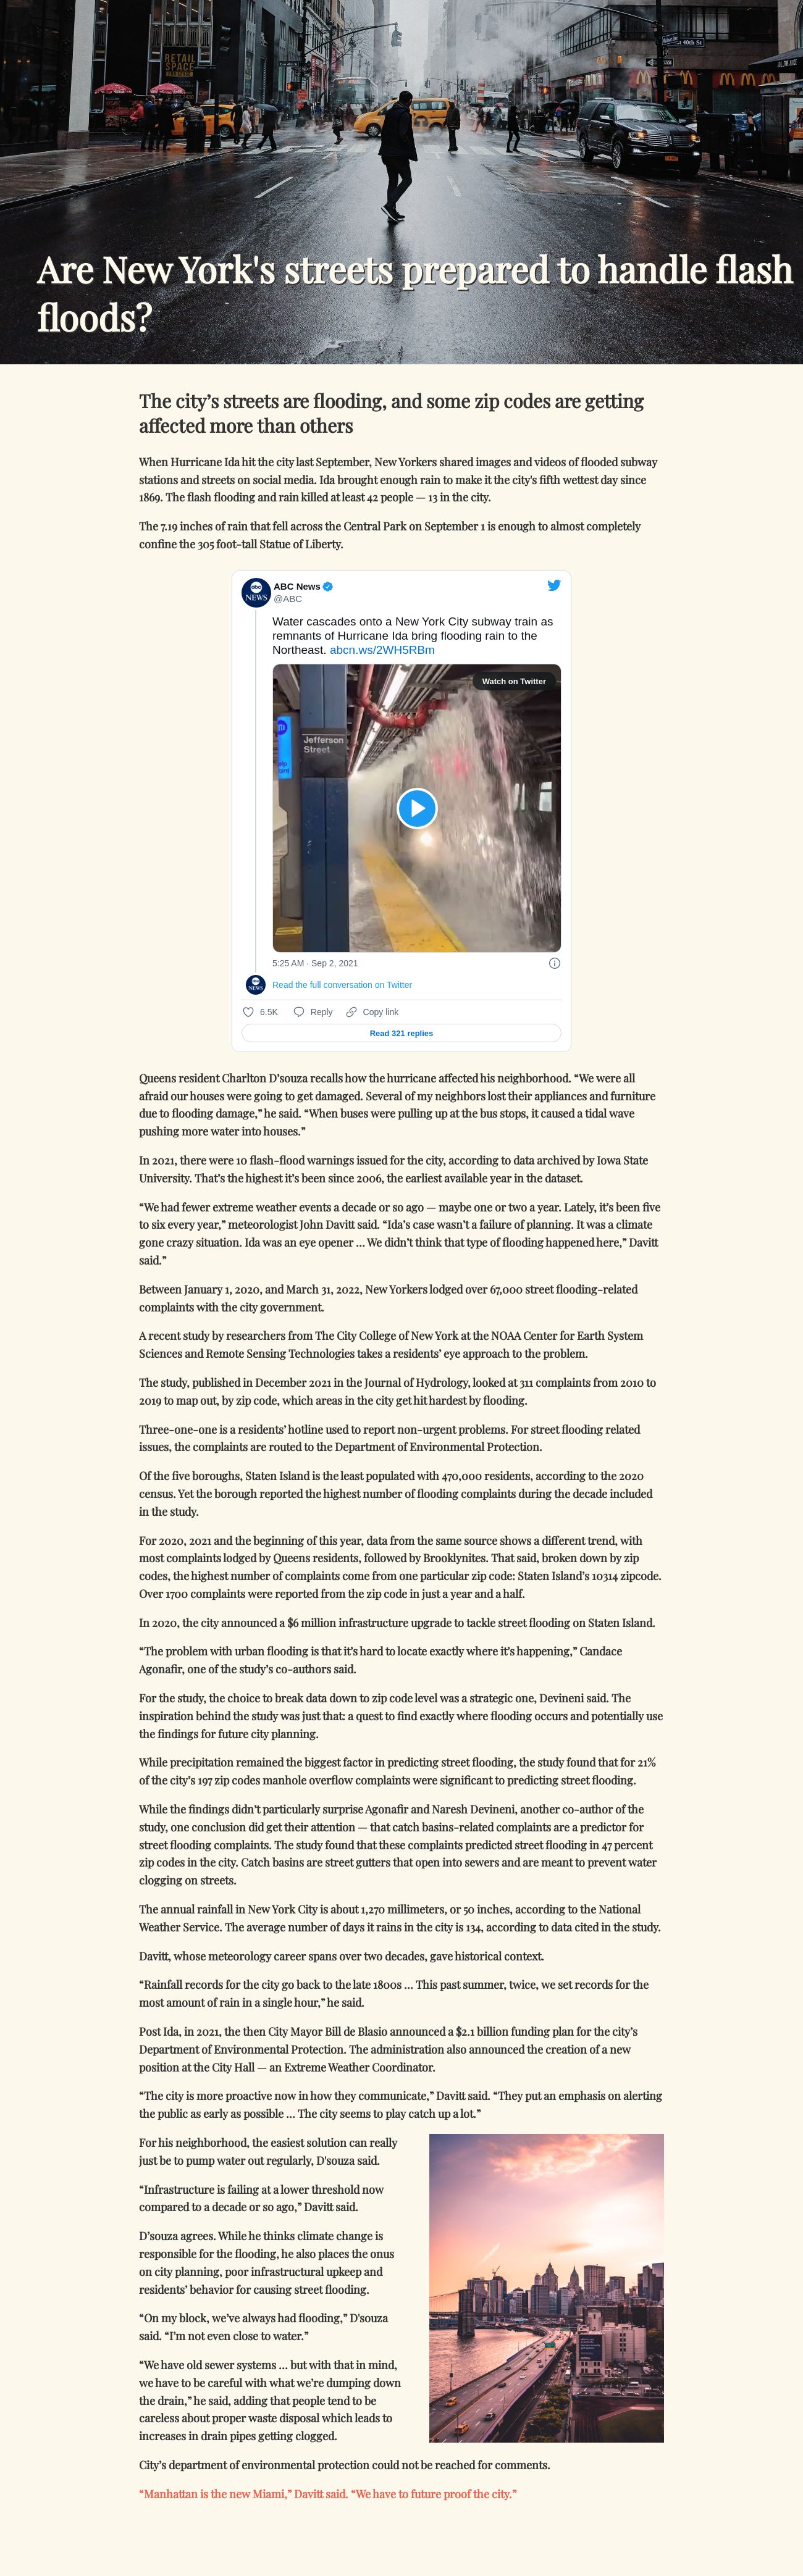 RETAIL
SPACE
W 40th St
Are New York's streets prepared to handle flash
floods?
The city’s streets are flooding, and some zip codes are getting
affected more than others
When Hurricane Ida hit the city last September, New Yorkers shared images and videos of flooded subway
stations and streets on social media. Ida brought enough rain to make it the city's fifth wettest day since
1869. The flash flooding and rain killed at least 42 people — 13 in the city.
The 7.19 inches of rain that fell across the Central Park on September 1 is enough to almost completely
confine the 305 foot-tall Statue of Liberty.
abc
NEWS
ABC News
@ABC
Water cascades onto a New York City subway train as
remnants of Hurricane Ida bring flooding rain to the
Northeast. abcn.ws/2WH5RBm
Watch on Twitter
Jefferson
Street
5:25 AM · Sep 2, 2021
Read the full conversation on Twitter
6.5K Reply Copy link
Read 321 replies
Queens resident Charlton D’souza recalls how the hurricane affected his neighborhood. “We were all
afraid our houses were going to get damaged. Several of my neighbors lost their appliances and furniture
due to flooding damage,” he said. “When buses were pulling up at the bus stops, it caused a tidal wave
pushing more water into houses.”
In 2021, there were 10 flash-flood warnings issued for the city, according to data archived by Iowa State
University. That’s the highest it’s been since 2006, the earliest available year in the dataset.
“We had fewer extreme weather events a decade or so ago — maybe one or two a year. Lately, it’s been five
to six every year,” meteorologist John Davitt said. “Ida’s case wasn’t a failure of planning. It was a climate
gone crazy situation. Ida was an eye opener … We didn’t think that type of flooding happened here,” Davitt
said.”
Between January 1, 2020, and March 31, 2022, New Yorkers lodged over 67,000 street flooding-related
complaints with the city government.
A recent study by researchers from The City College of New York at the NOAA Center for Earth System
Sciences and Remote Sensing Technologies takes a residents’ eye approach to the problem.
The study, published in December 2021 in the Journal of Hydrology, looked at 311 complaints from 2010 to
2019 to map out, by zip code, which areas in the city get hit hardest by flooding.
Three-one-one is a residents’ hotline used to report non-urgent problems. For street flooding related
issues, the complaints are routed to the Department of Environmental Protection.
Of the five boroughs, Staten Island is the least populated with 470,000 residents, according to the 2020
census. Yet the borough reported the highest number of flooding complaints during the decade included
in the study.
For 2020, 2021 and the beginning of this year, data from the same source shows a different trend, with
most complaints lodged by Queens residents, followed by Brooklynites. That said, broken down by zip
codes, the highest number of complaints come from one particular zip code: Staten Island’s 10314 zipcode.
Over 1700 complaints were reported from the zip code in just a year and a half.
In 2020, the city announced a $6 million infrastructure upgrade to tackle street flooding on Staten Island.
“The problem with urban flooding is that it’s hard to locate exactly where it’s happening,” Candace
Agonafir, one of the study’s co-authors said.
For the study, the choice to break data down to zip code level was a strategic one, Devineni said. The
inspiration behind the study was just that: a quest to find exactly where flooding occurs and potentially use
the findings for future city planning.
While precipitation remained the biggest factor in predicting street flooding, the study found that for 21%
of the city’s 197 zip codes manhole overflow complaints were significant to predicting street flooding.
While the findings didn’t particularly surprise Agonafir and Naresh Devineni, another co-author of the
study, one conclusion did get their attention — that catch basins-related complaints are a predictor for
street flooding complaints. The study found that these complaints predicted street flooding in 47 percent
zip codes in the city. Catch basins are street gutters that open into sewers and are meant to prevent water
clogging on streets.
The annual rainfall in New York City is about 1,270 millimeters, or 50 inches, according to the National
Weather Service. The average number of days it rains in the city is 134, according to data cited in the study.
Davitt, whose meteorology career spans over two decades, gave historical context.
“Rainfall records for the city go back to the late 1800s … This past summer, twice, we set records for the
most amount of rain in a single hour,” he said.
Post Ida, in 2021, the then City Mayor Bill de Blasio announced a $2.1 billion funding plan for the city’s
Department of Environmental Protection. The administration also announced the creation of a new
position at the City Hall — an Extreme Weather Coordinator.
“The city is more proactive now in how they communicate,” Davitt said. “They put an emphasis on alerting
the public as early as possible … The city seems to play catch up a lot.”
For his neighborhood, the easiest solution can really
just be to pump water out regularly, D'souza said.
“Infrastructure is failing at a lower threshold now
compared to a decade or so ago,” Davitt said.
D’souza agrees. While he thinks climate change is
responsible for the flooding, he also places the onus
on city planning, poor infrastructural upkeep and
residents’ behavior for causing street flooding.
“On my block, we’ve always had flooding,” D'souza
said. “I’m not even close to water.”
“We have old sewer systems … but with that in mind,
we have to be careful with what we’re dumping down
the drain,” he said, adding that people tend to be
careless about proper waste disposal which leads to
increases in drain pipes getting clogged.
City’s department of environmental protection could not be reached for comments.
“Manhattan is the new Miami,” Davitt said. “We have to future proof the city.”